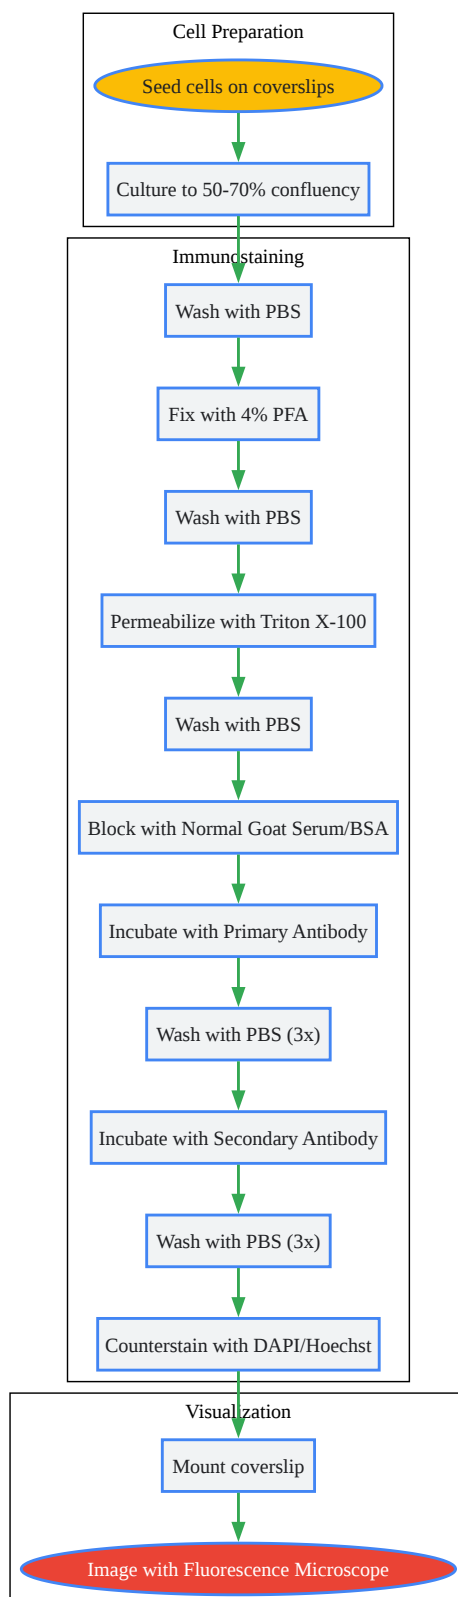 Cell Preparation
Seed cells on coverslips
Culture to 50-70% confluency
Immunostaining
Wash with PBS
Fix with 4% PFA
Wash with PBS
Permeabilize with Triton X-100
Wash with PBS
Block with Normal Goat Serum/BSA
Incubate with Primary Antibody
Wash with PBS (3x)
Incubate with Secondary Antibody
Wash with PBS (3x)
Counterstain with DAPI/Hoechst
Visualization
Mount coverslip
Image with Fluorescence Microscope